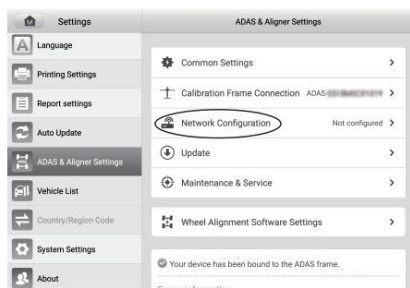 Settings
ADAS & Aligner Settings
Language
Printing Settings
Report settings
Auto Update
ADAS & Aligner Settings
Vehicle List
Country/Region Code
System Settings
About
Common Settings
Calibration Frame Connection ADAS-
Network Configuration Not configured
Update
Maintenance & Service
Wheel Alignment Software Settings
Your device has been bound to the ADAS frame.